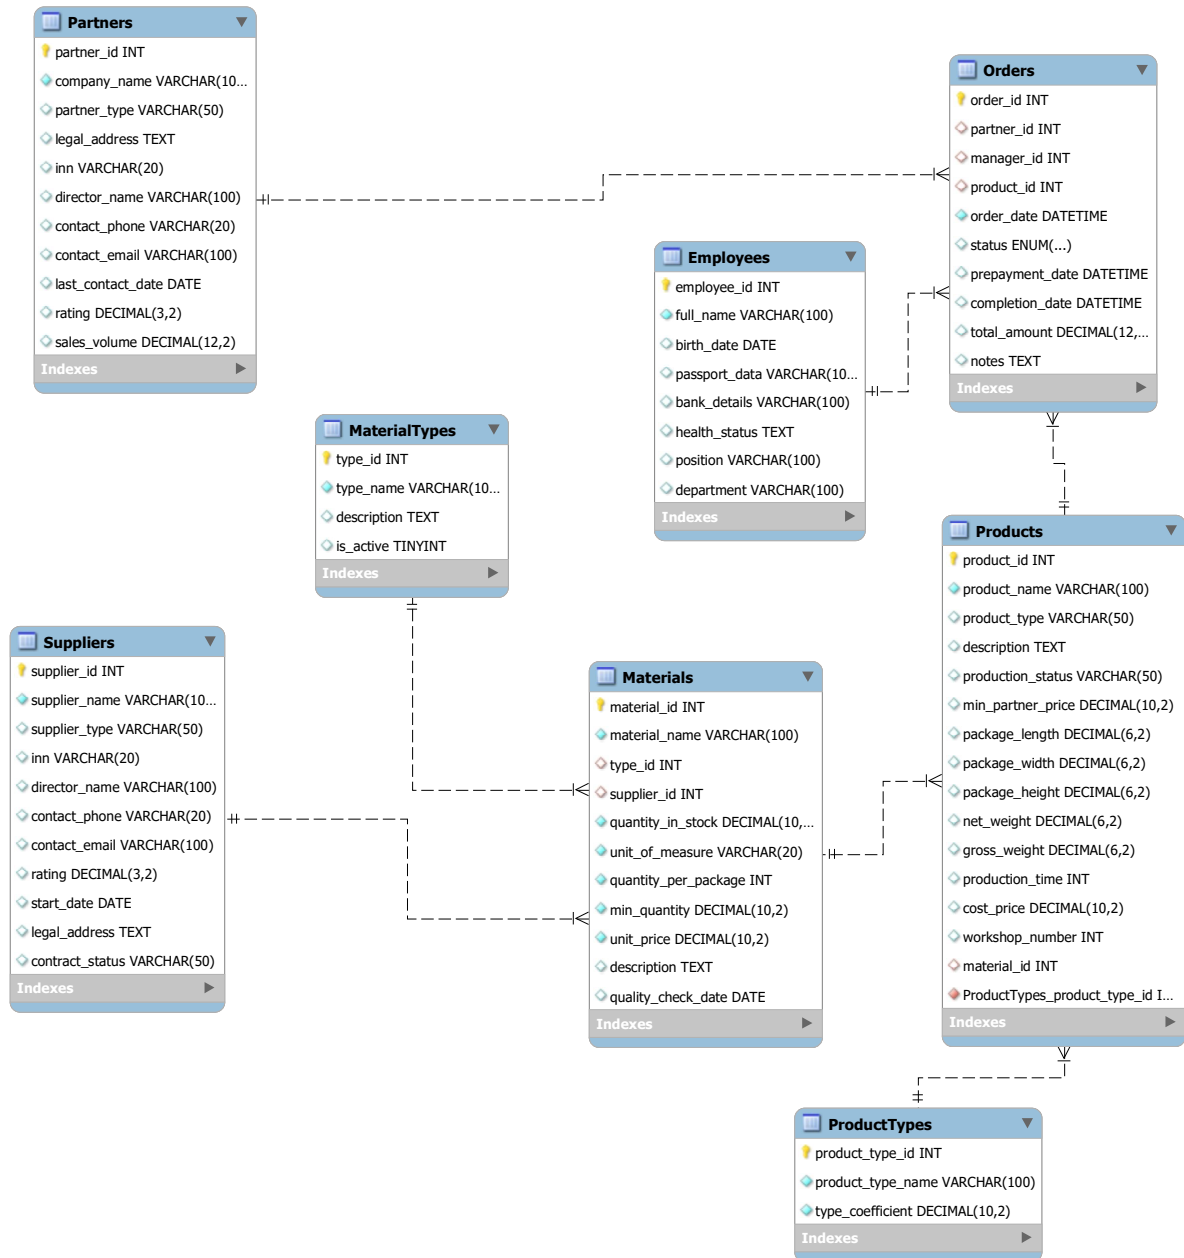 Partners
partner_id INT
company_name VARCHAR(10...
partner_type VARCHAR(50)
legal_address TEXT
inn VARCHAR(20)
director_name VARCHAR(100)
contact_phone VARCHAR(20)
contact_email VARCHAR(100)
last_contact_date DATE
rating DECIMAL(3,2)
sales_volume DECIMAL(12,2)
Indexes
Orders
order_id INT
partner_id INT
manager_id INT
product_id INT
order_date DATETIME
status ENUM(...)
prepayment_date DATETIME
completion_date DATETIME
total_amount DECIMAL(12,...
notes TEXT
Indexes
Employees
employee_id INT
full_name VARCHAR(100)
birth_date DATE
passport_data VARCHAR(10...
bank_details VARCHAR(100)
health_status TEXT
position VARCHAR(100)
department VARCHAR(100)
Indexes
MaterialTypes
type_id INT
type_name VARCHAR(10...
description TEXT
is_active TINYINT
Indexes
Suppliers
supplier_id INT
supplier_name VARCHAR(10...
supplier_type VARCHAR(50)
inn VARCHAR(20)
director_name VARCHAR(100)
contact_phone VARCHAR(20)
contact_email VARCHAR(100)
rating DECIMAL(3,2)
start_date DATE
legal_address TEXT
contract_status VARCHAR(50)
Indexes
Materials
material_id INT
material_name VARCHAR(100)
type_id INT
supplier_id INT
quantity_in_stock DECIMAL(10,...
unit_of_measure VARCHAR(20)
quantity_per_package INT
min_quantity DECIMAL(10,2)
unit_price DECIMAL(10,2)
description TEXT
quality_check_date DATE
Indexes
Products
product_id INT
product_name VARCHAR(100)
product_type VARCHAR(50)
description TEXT
production_status VARCHAR(50)
min_partner_price DECIMAL(10,2)
package_length DECIMAL(6,2)
package_width DECIMAL(6,2)
package_height DECIMAL(6,2)
net_weight DECIMAL(6,2)
gross_weight DECIMAL(6,2)
production_time INT
cost_price DECIMAL(10,2)
workshop_number INT
material_id INT
ProductTypes_product_type_id I...
Indexes
ProductTypes
product_type_id INT
product_type_name VARCHAR(100)
type_coefficient DECIMAL(10,2)
Indexes